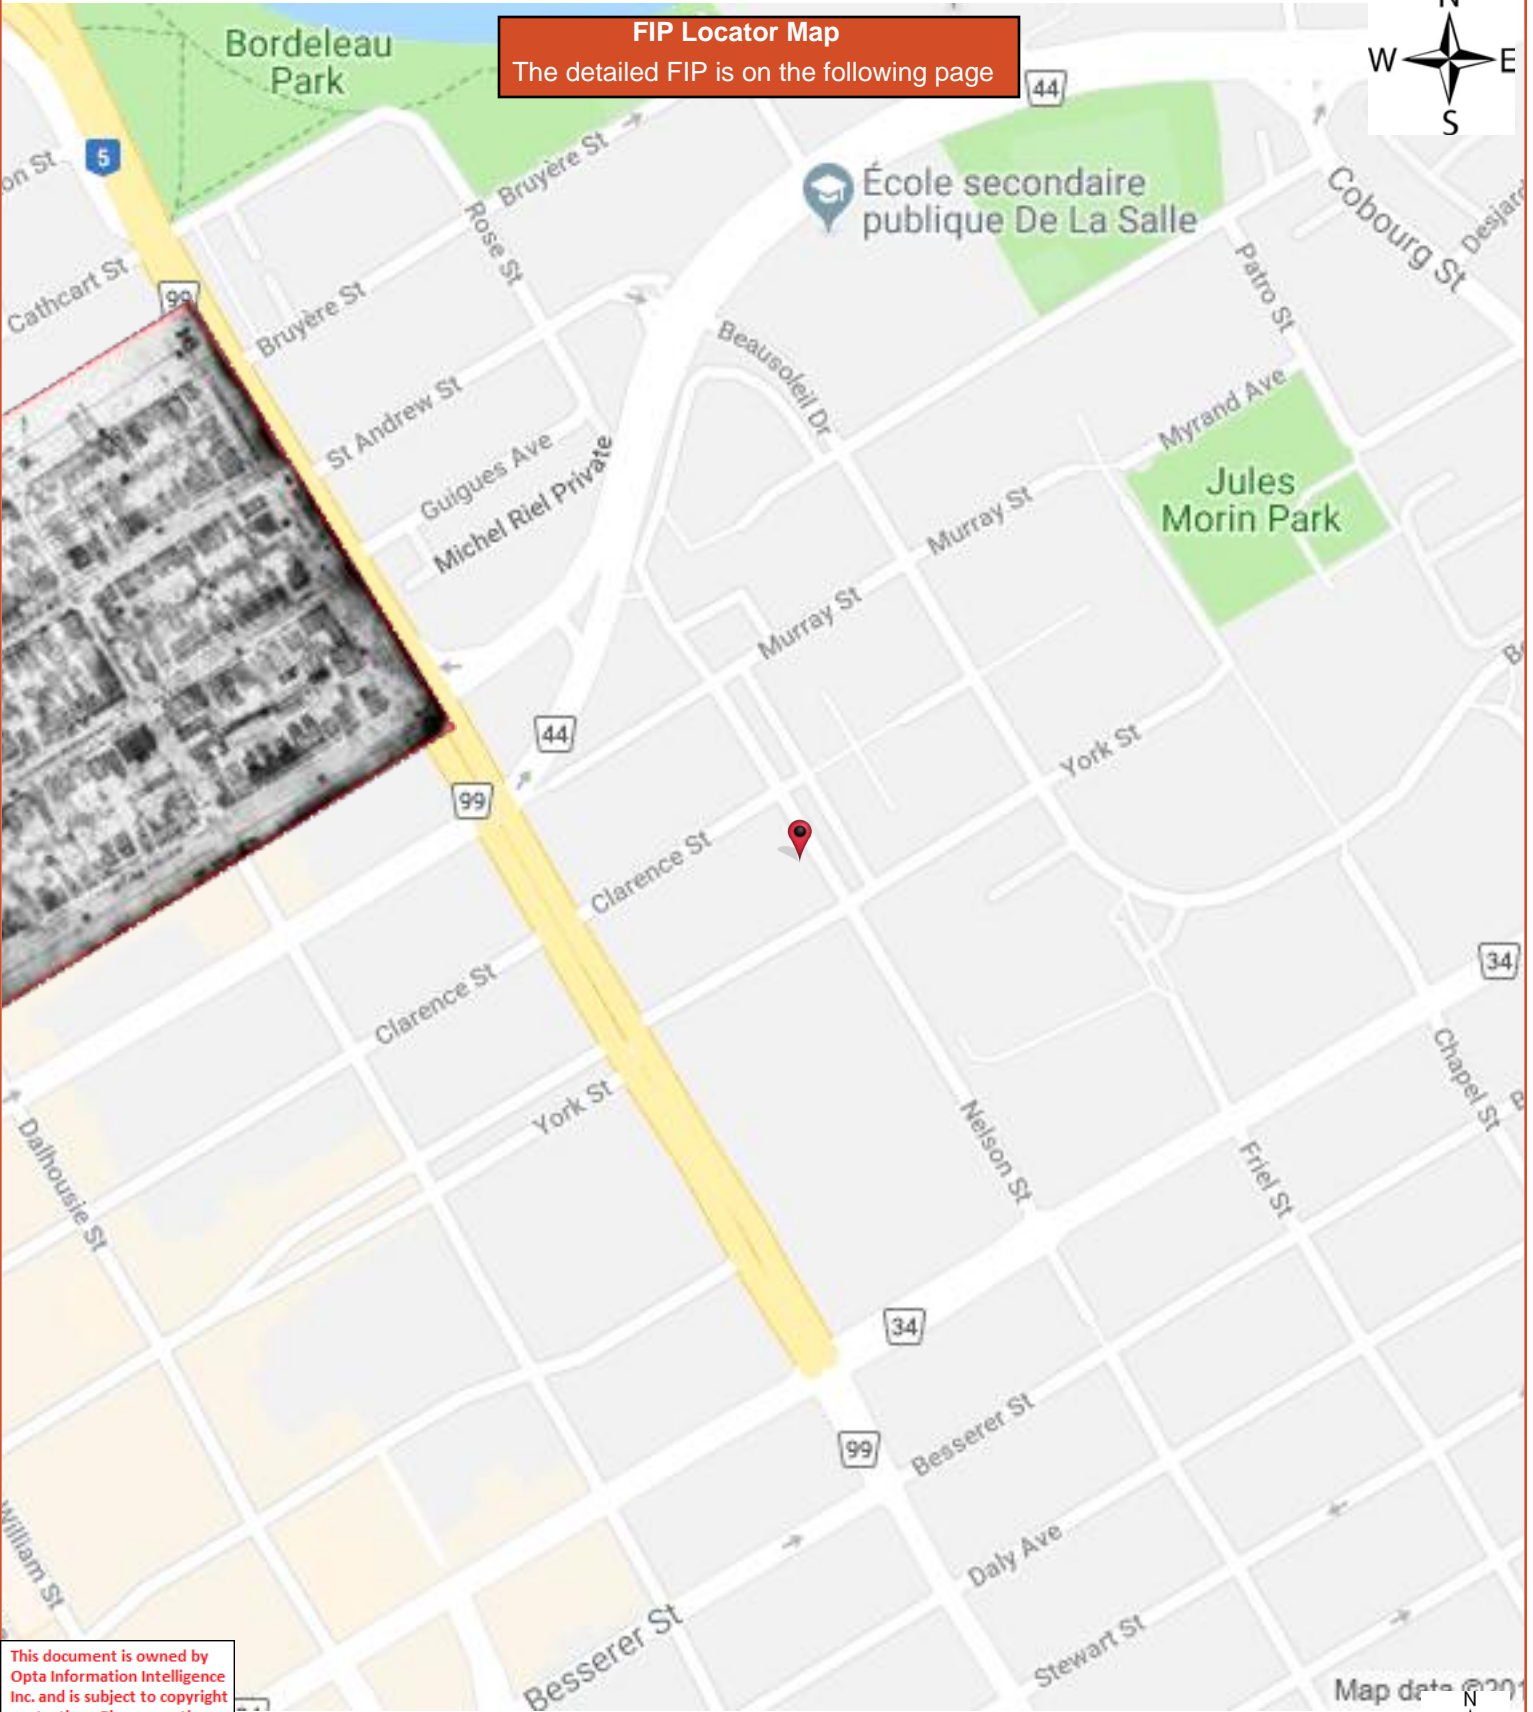 N
FIP Locator Map
The detailed FIP is on the following page
W
E
S
Bordeleau
Park
44
5
on St
Bruyère St
École secondaire
publique De La Salle
Cobourg St
Rose St
Patro St
Cathcart St
99
Bruyère St
Beausoleil Dr
St Andrew St
Myrand Ave
Guigues Ave
Michel Riel Private
Jules
Morin Park
Murray St
Murray St
44
York St
99
Clarence St
34
Clarence St
York St
Chapel St
Dalhousie St
Nelson St
Friel St
34
Besserer St
99
William St
Daly Ave
Stewart St
Besserer St
This document is owned by
Opta Information Intelligence
Inc. and is subject to copyright
Map data
N